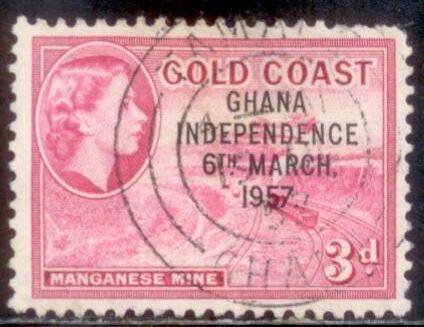 GOLD COAST
GHANA
INDEPENDENCE
6TH MARCH,
1957
3d
MANGANESE MINE